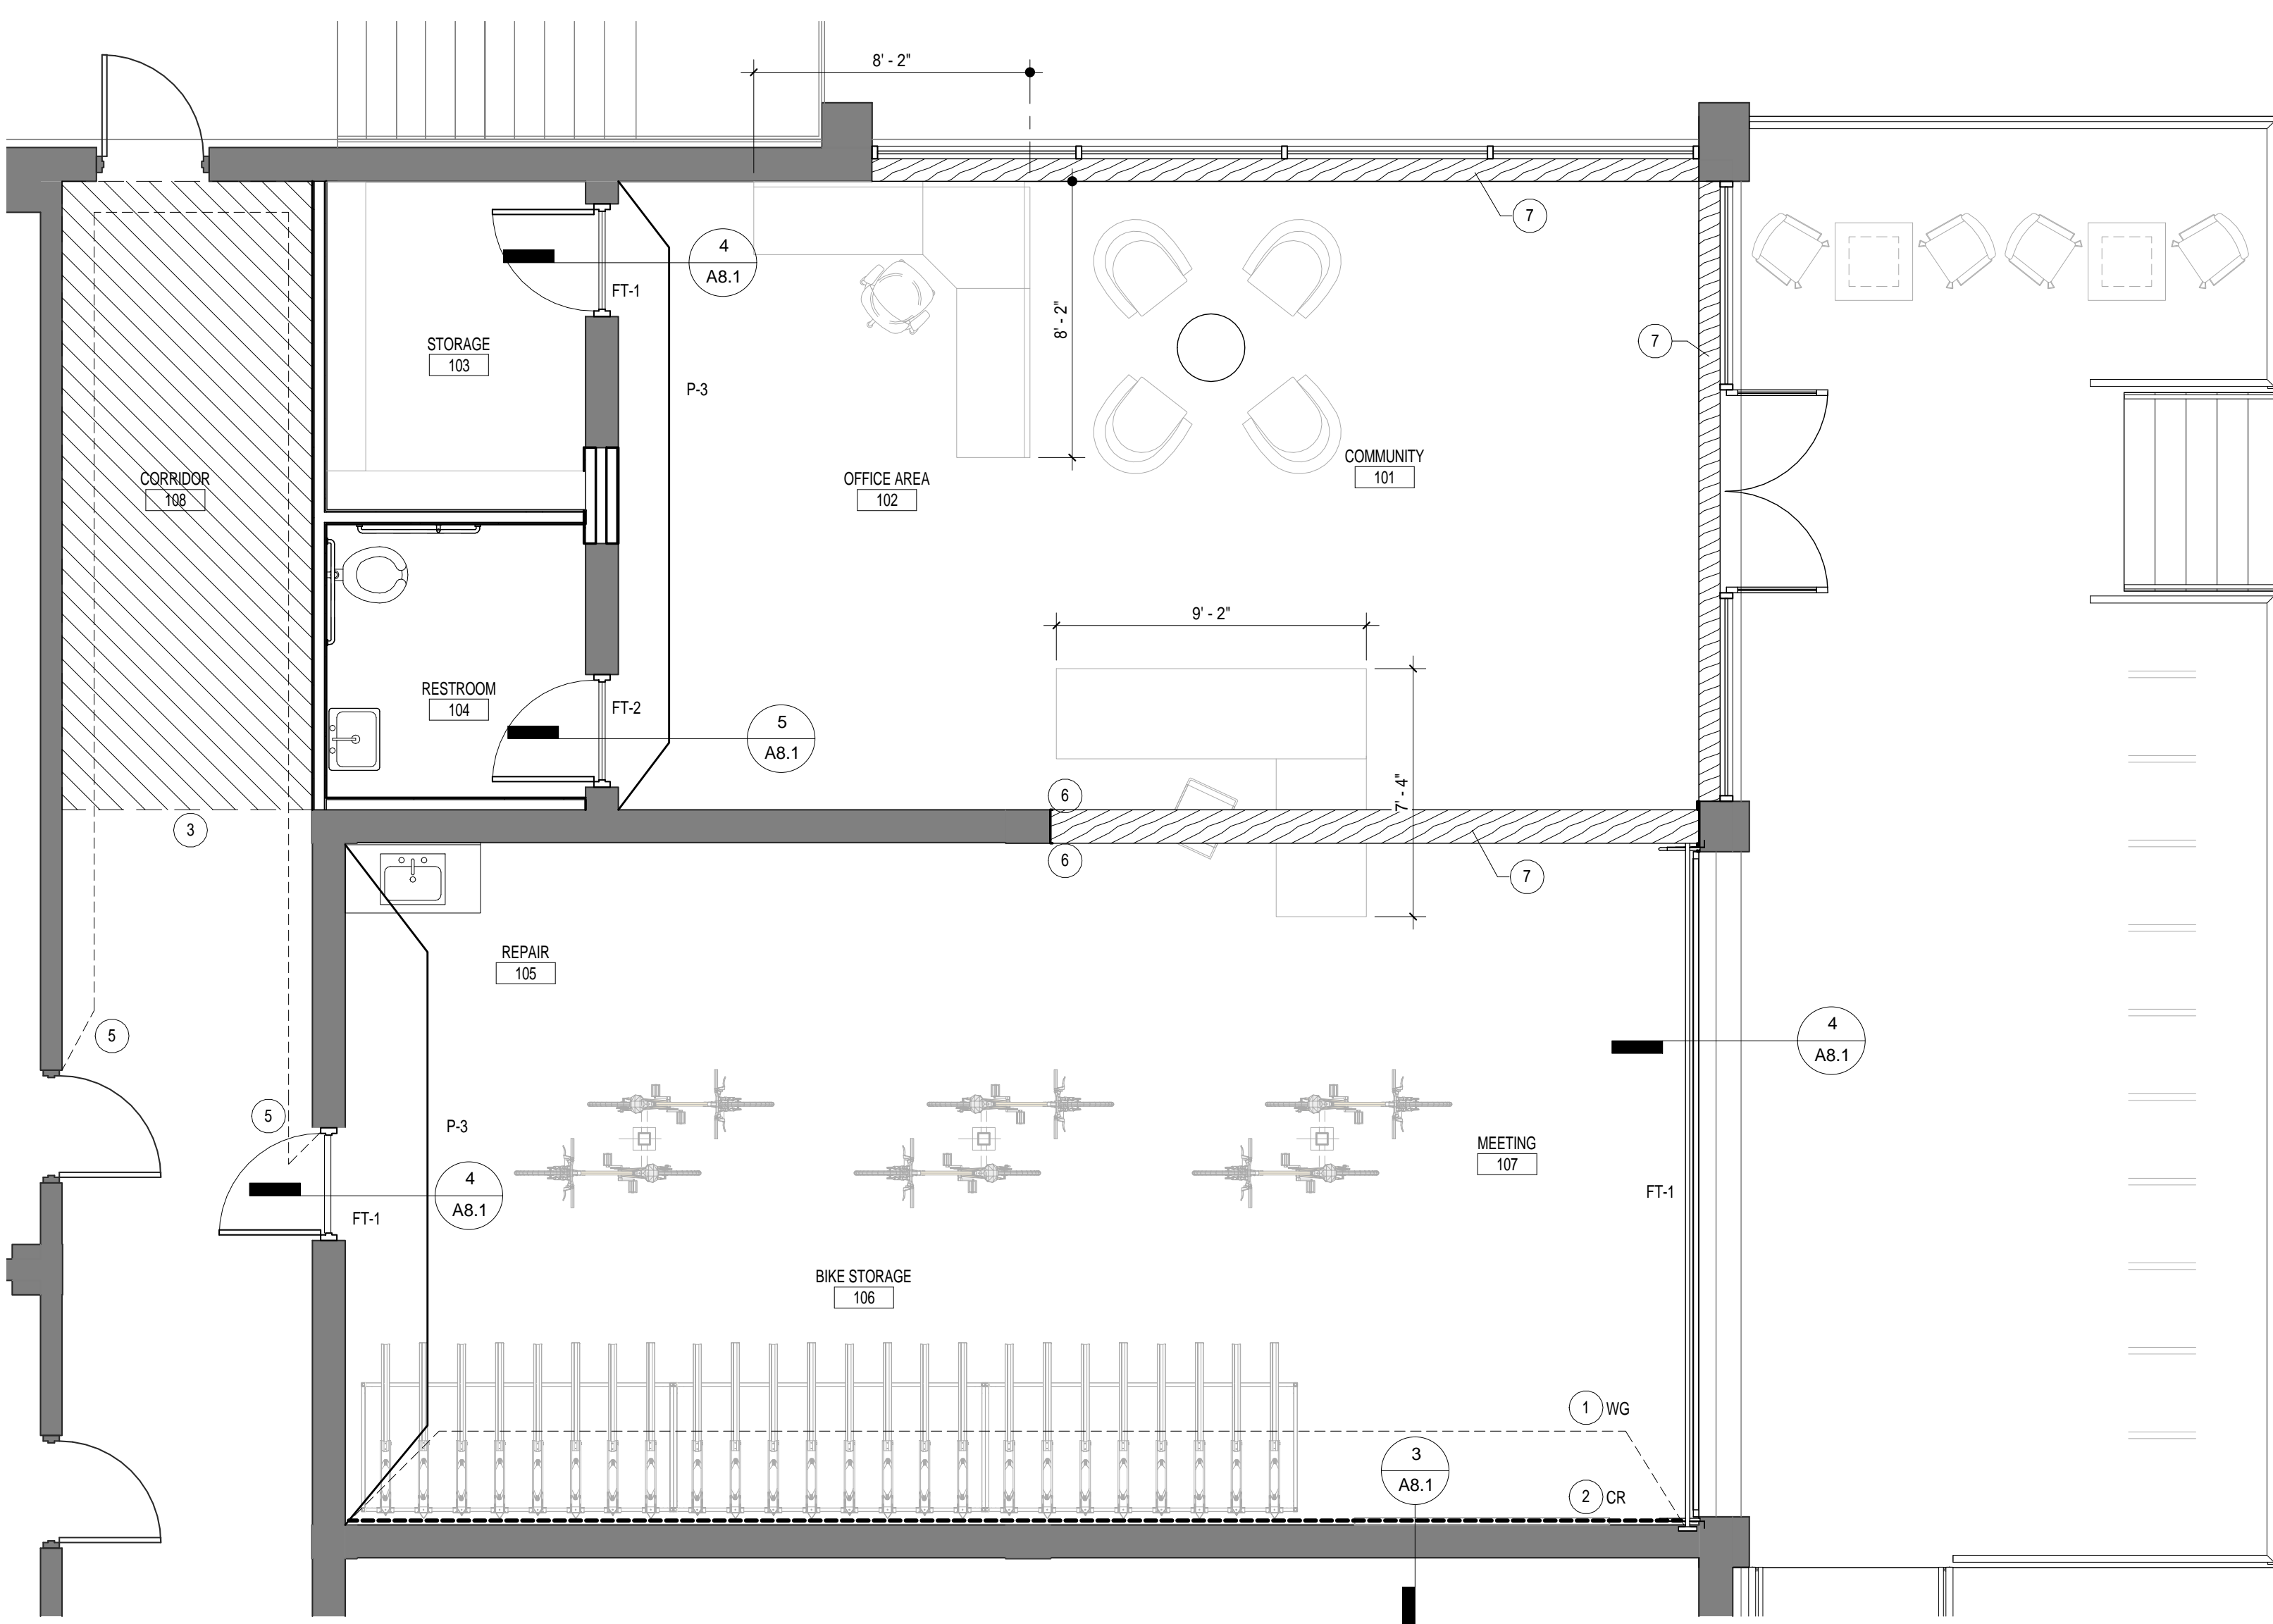 8' - 2"
7
4
A8.1
FT-1
8' - 2"
STORAGE
103
7
P-3
COMMUNITY
101
CORRIDOR
108
OFFICE AREA
102
9' - 2"
RESTROOM
104
FT-2
5
A8.1
7' - 4"
6
3
6
7
REPAIR
105
5
4
A8.1
5
P-3
MEETING
107
4
A8.1
FT-1
FT-1
BIKE STORAGE
106
1 WG
3
A8.1
2 CR